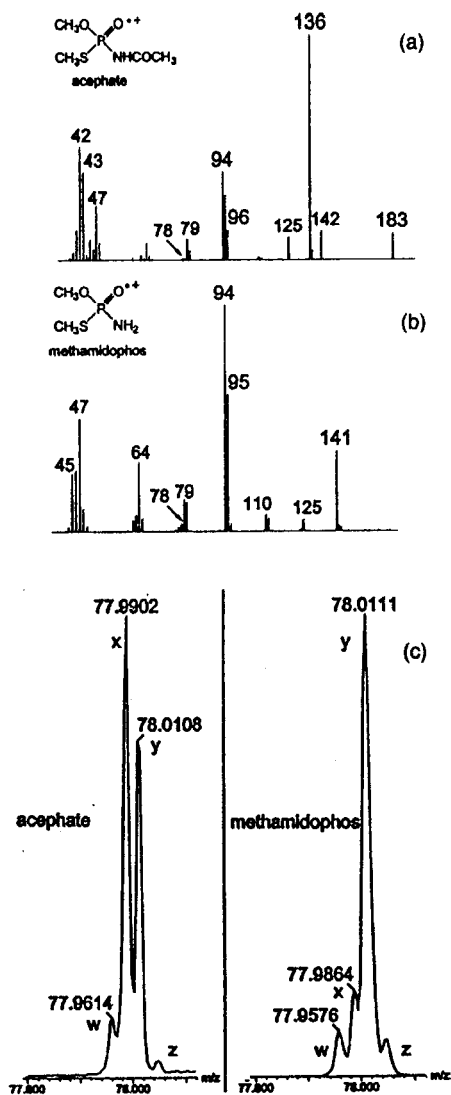 CH₃O O•+
P
CH₃S NHCOCH₃
acephate
(a)
136
42
43
47
78
79
94
96
125
142
183
CH₃O O•+
P
CH₃S NH₂
methamidophos
(b)
94
95
47
45
64
78
79
110
125
141
(c)
77.9902
x
78.0108
y
acephate
77.9614
w
z
77.800
78.000
m/z
78.0111
y
methamidophos
77.9864
x
77.9576
w
z
77.800
78.000
m/z